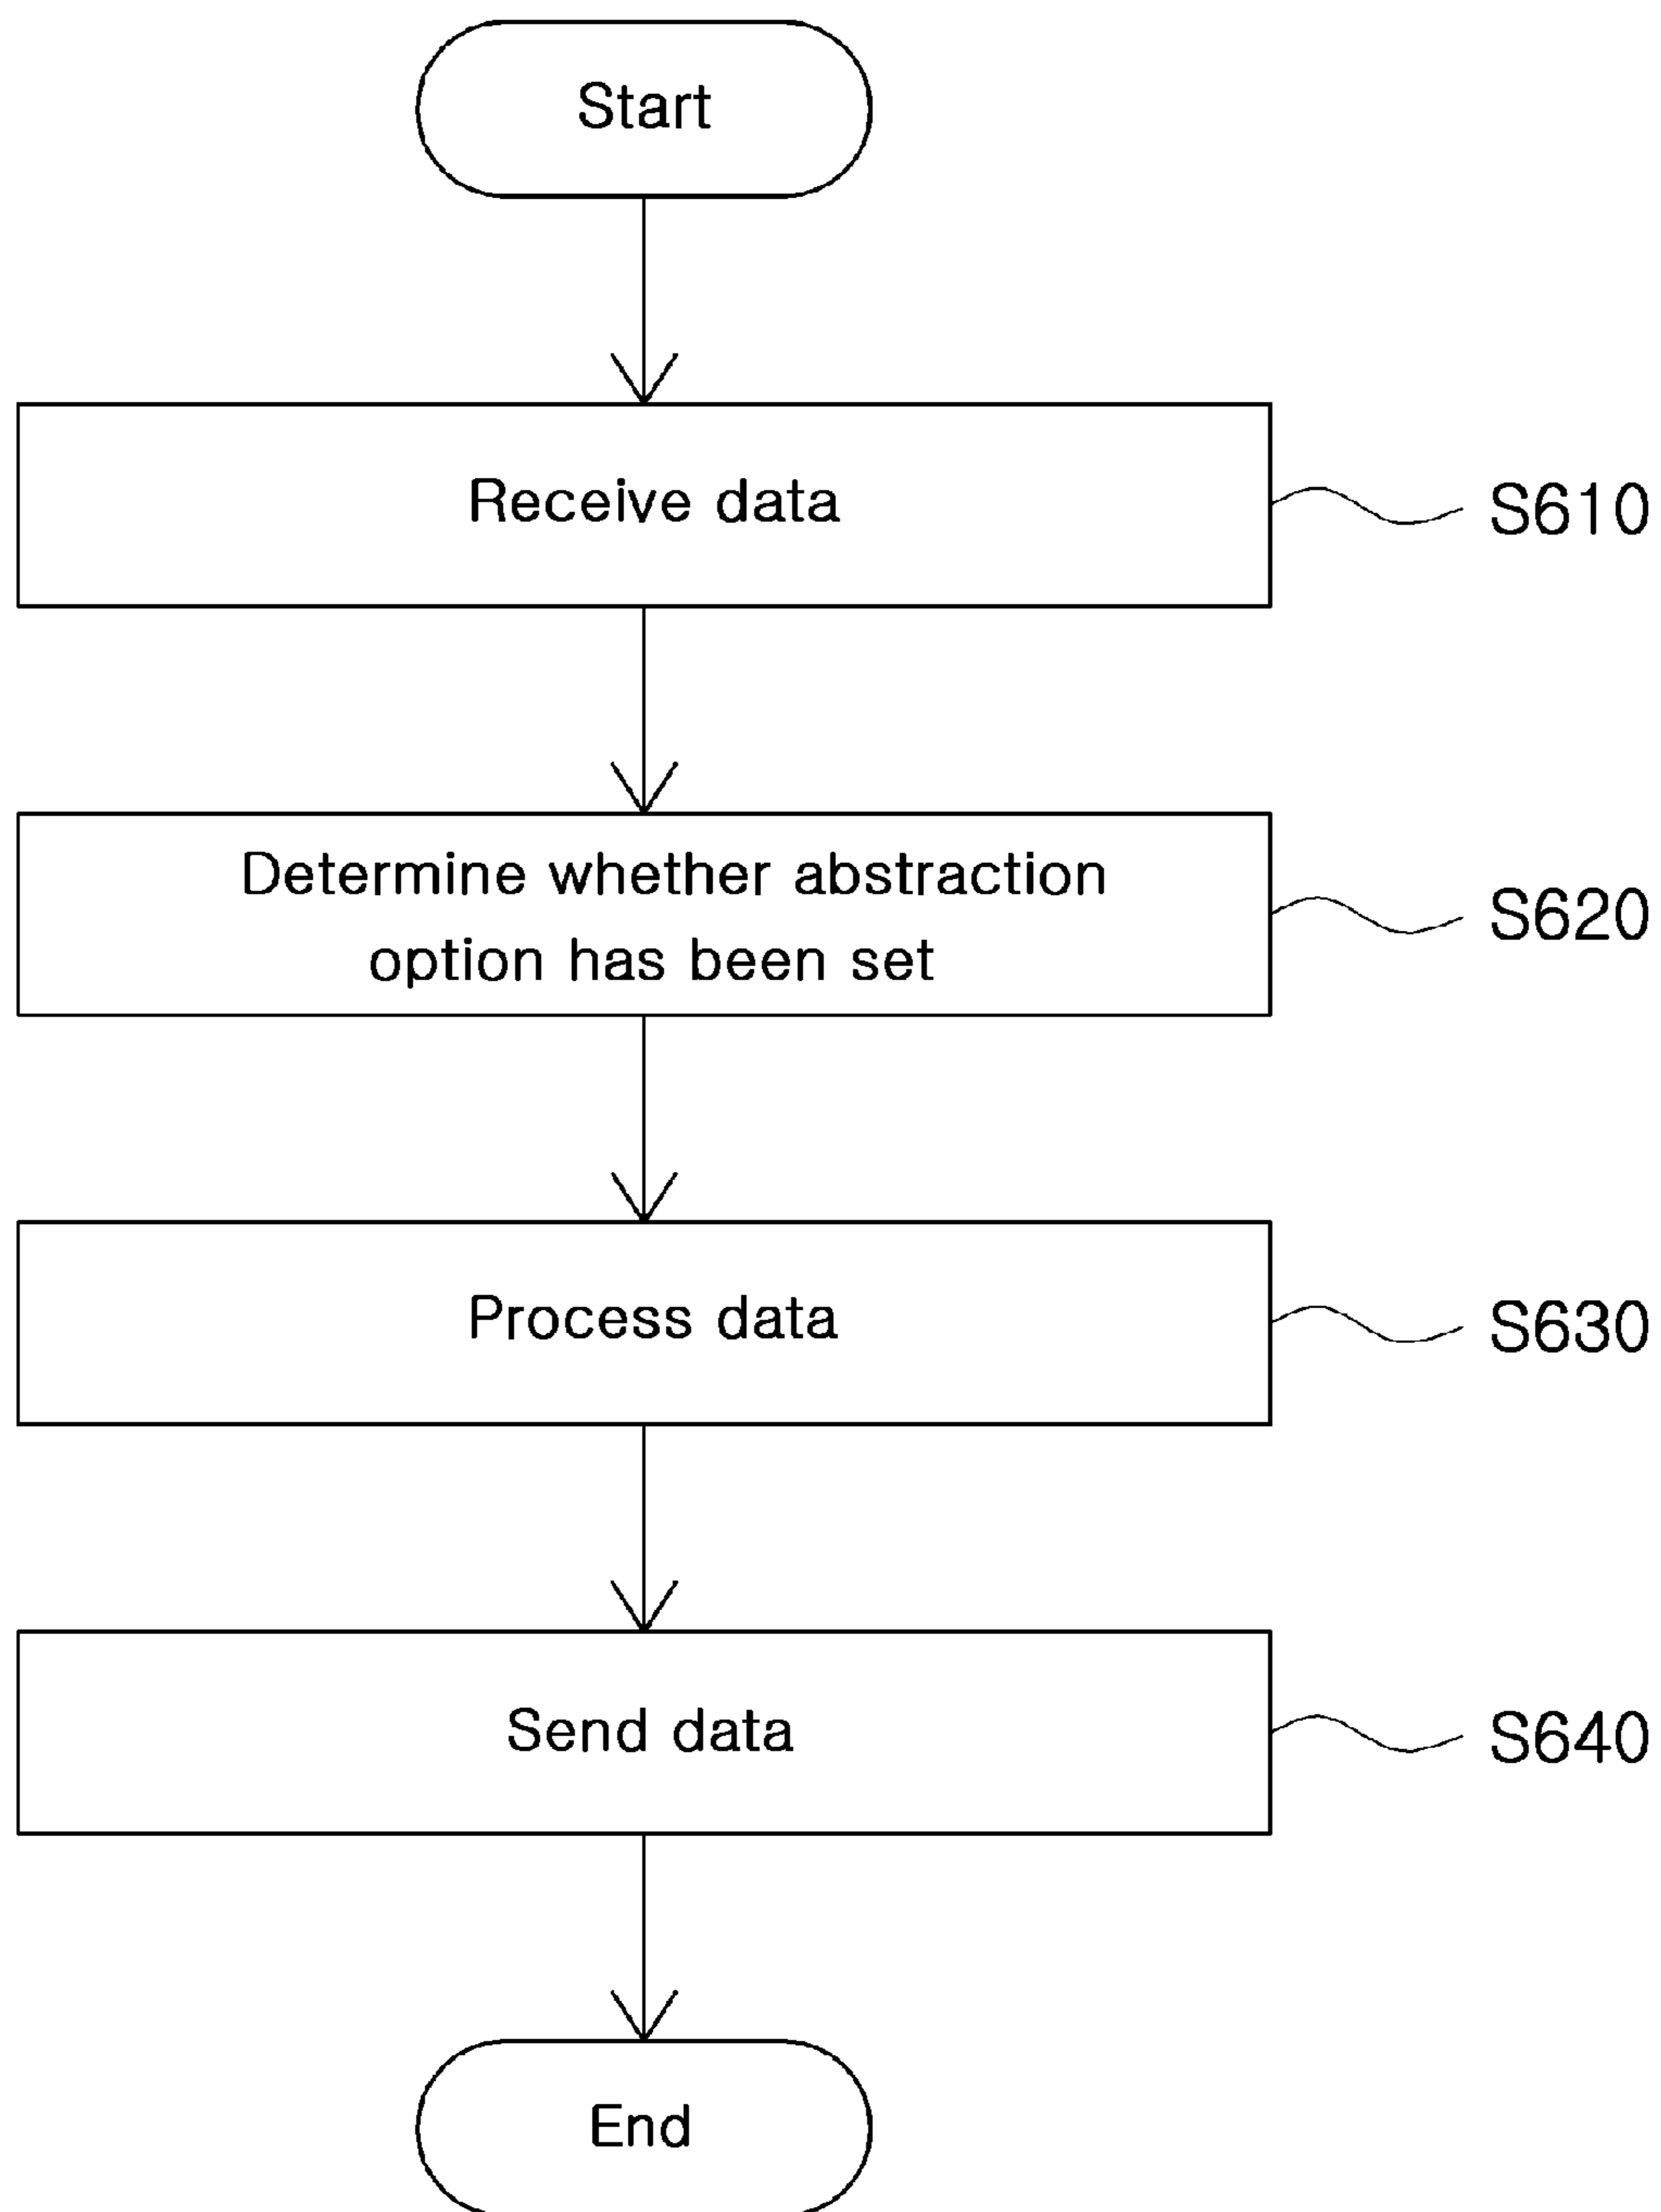 Start
Receive data
S610
Determine whether abstraction
option has been set
S620
Process data
S630
Send data
S640
End